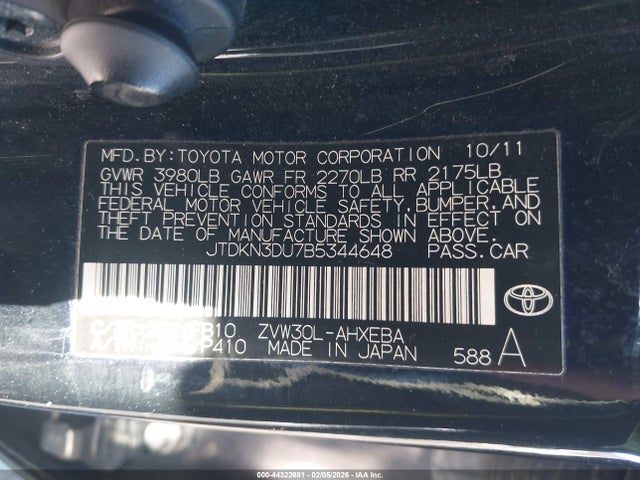 MFD.BY:TOYOTA MOTOR CORPORATION 10/11
GVWR 3980LB GAWR FR 2270LB RR 2175LB
THIS VEHICLE CONFORMS TO ALL APPLICABLE
FEDERAL MOTOR VEHICLE SAFETY,BUMPER,AND
THEFT PREVENTION STANDARDS IN EFFECT ON
THE DATE OF MANUFACTURE SHOWN ABOVE.
JTDKN3DU7B5344648 PASS.CAR
ZVW30L-AHXEBA
MADE IN JAPAN 588 A
000-44322681 - 02/05/2026 - IAA Inc.